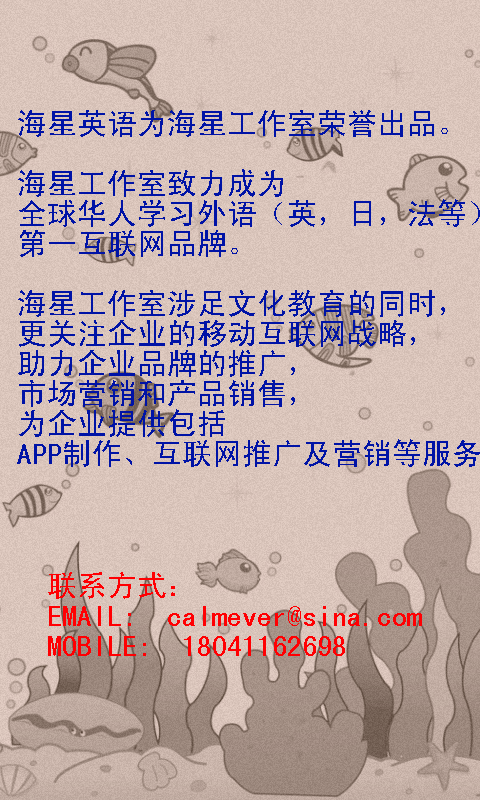 海星英语为海星工作室荣誉出品。
海星工作室致力成为
全球华人学习外语（英，日，法等）
第一互联网品牌。
海星工作室涉足文化教育的同时，
更关注企业的移动互联网战略，
助力企业品牌的推广，
市场营销和产品销售，
为企业提供包括
APP制作、互联网推广及营销等服务
联系方式：
EMAIL: calmever@sina.com
MOBILE: 18041162698